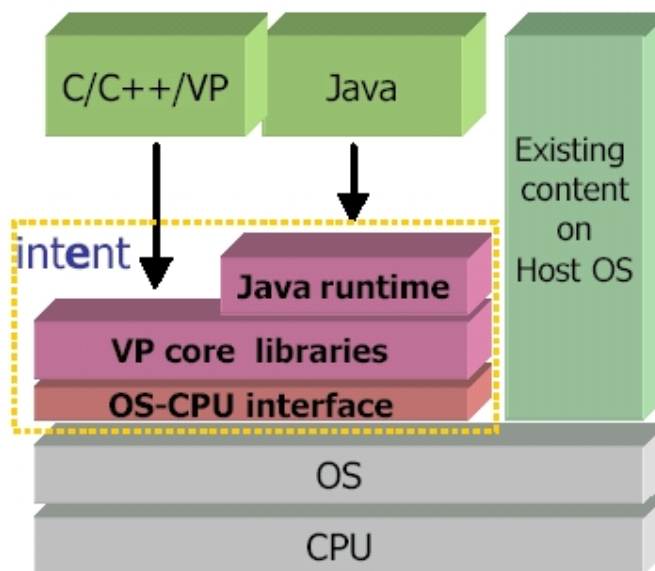 C/C++/VP
Java
Existing
content
on
Host OS
intent
Java runtime
VP core libraries
OS-CPU interface
OS
CPU